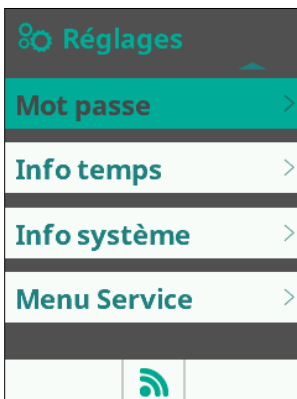 Réglages
Mot passe
Info temps
Info système
Menu Service